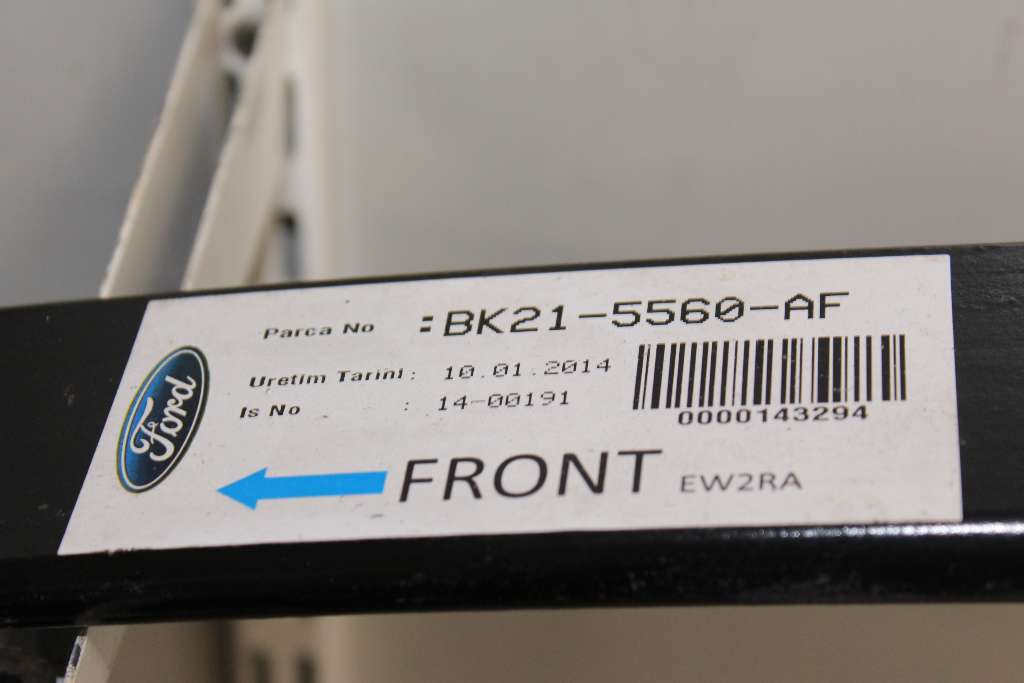 Parca No :BK21-5560-AF
Uretim Tarihi : 10.01.2014
Is No : 14-00191
0000143294
Ford
FRONT EW2RA